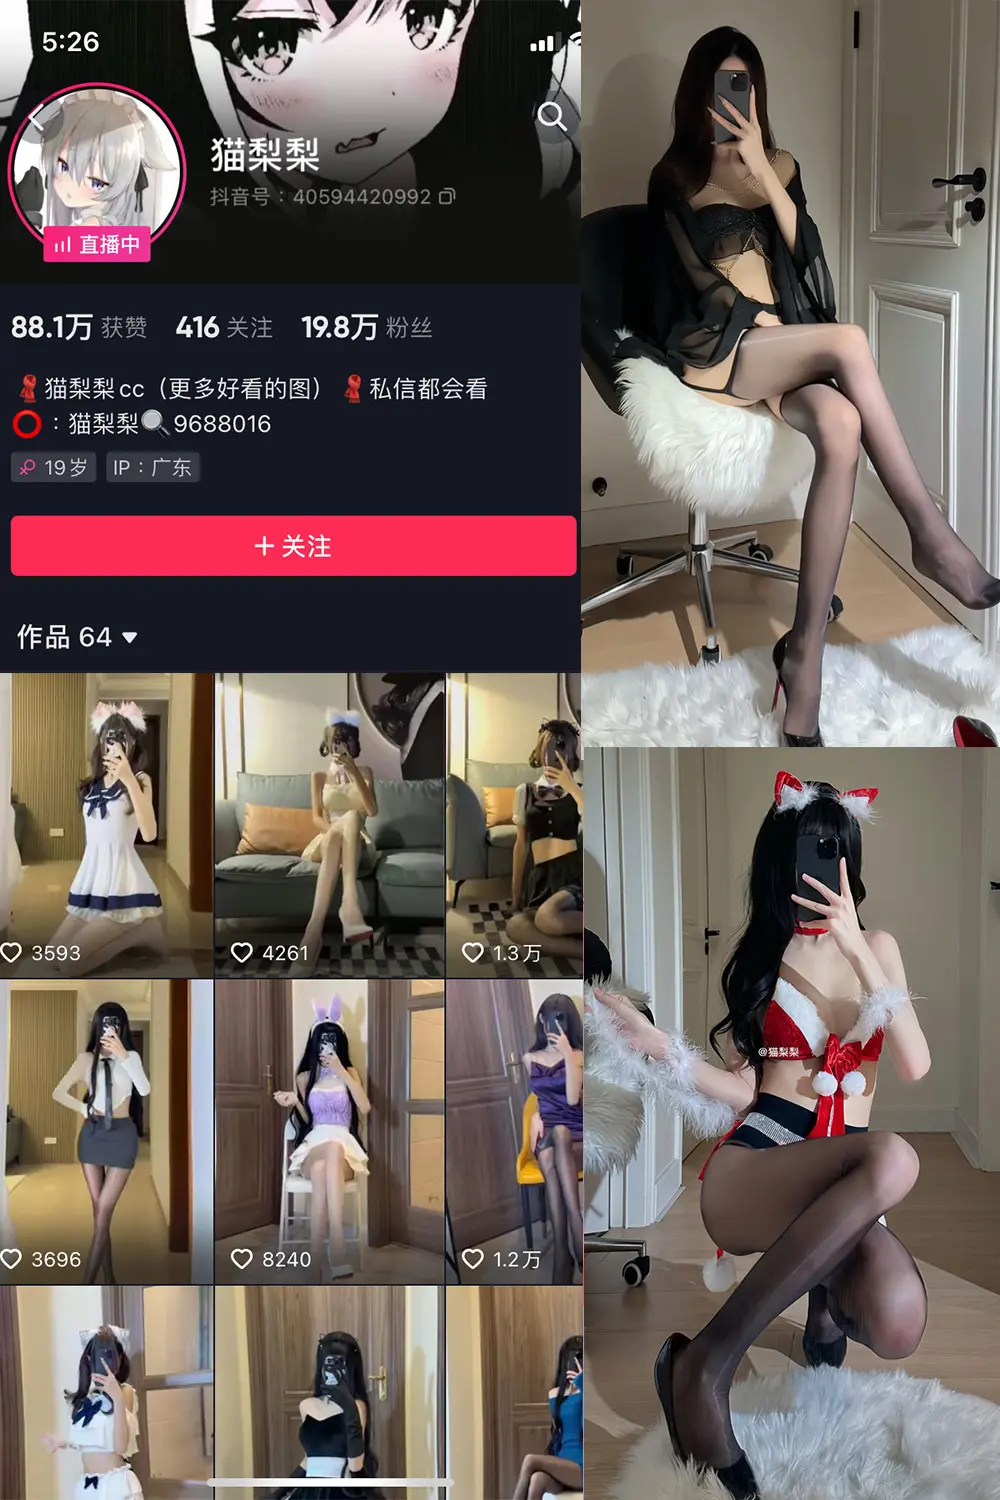 5:26
猫梨梨
抖音号：40594420992
直播中
88.1万 获赞 416 关注 19.8万 粉丝
猫梨梨cc（更多好看的图） 私信都会看
：猫梨梨 9688016
19岁 IP：广东
+ 关注
作品 64
3593 4261 1.3万
3696 8240 1.2万
@猫梨梨